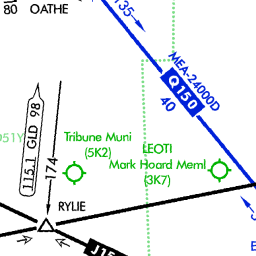 80 OATHE
135
MEA-24000D
Q150
40
115.1 GLD 98
174
Tribune Muni
(5K2)
LEOTI
Mark Hoard Meml
(3K7)
RYLIE